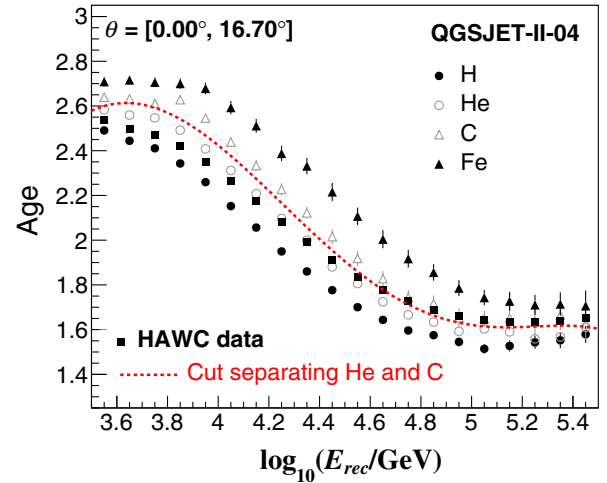 θ = [0.00°, 16.70°]
QGSJET-II-04
H
He
C
Fe
HAWC data
Cut separating He and C
Age
3
2.8
2.6
2.4
2.2
2
1.8
1.6
1.4
3.6 3.8 4 4.2 4.4 4.6 4.8 5 5.2 5.4
log10(Erec/GeV)